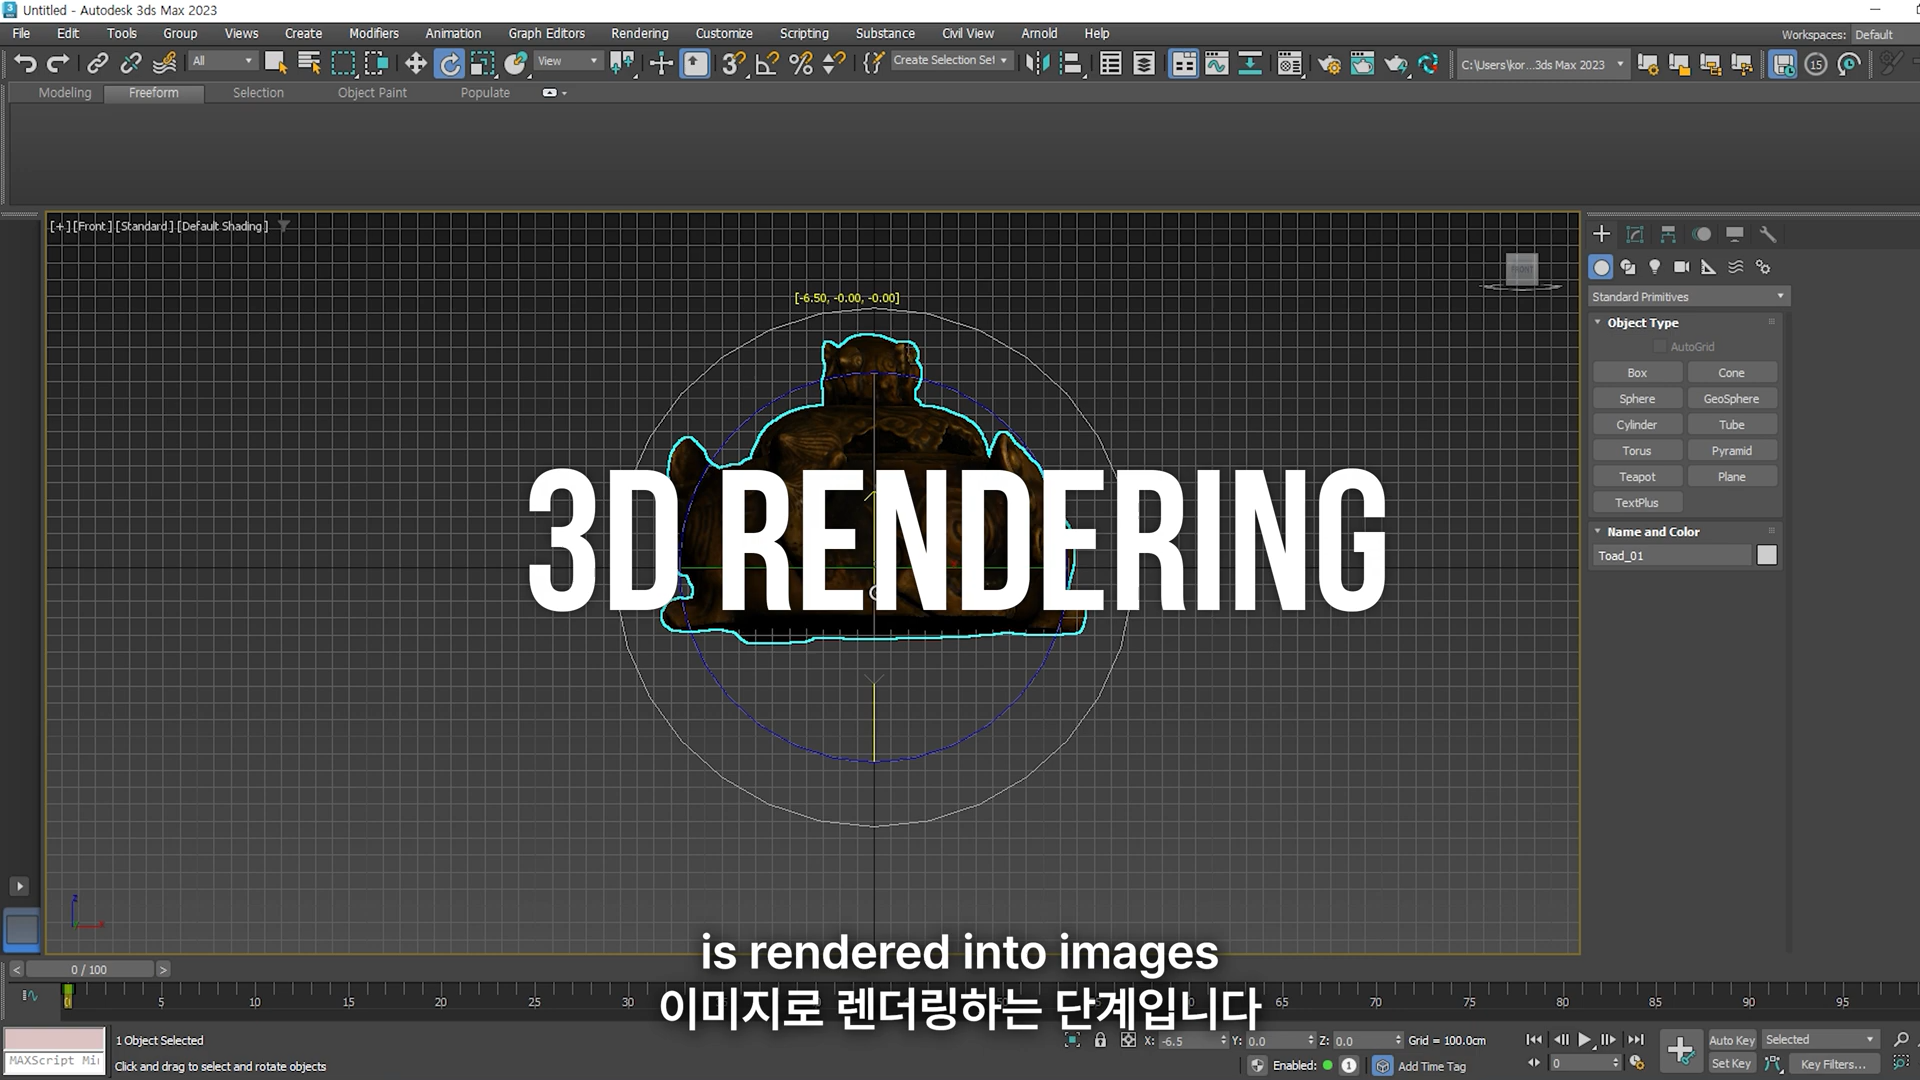 Untitled - Autodesk 3ds Max 2023
File Edit Tools Group Views Create Modifiers Animation Graph Editors Rendering Customize Scripting Substance Civil View Arnold Help
Workspaces: Default
All
View
Create Selection Set
C:\Users\kor...3ds Max 2023
15
Modeling Freeform Selection Object Paint Populate
[+] [Front] [Standard] [Default Shading]
FRONT
[-6.50, -0.00, -0.00]
Standard Primitives
Object Type
AutoGrid
Box Cone
Sphere GeoSphere
Cylinder Tube
Torus Pyramid
Teapot Plane
TextPlus
Name and Color
Toad_01
3D RENDERING
z
x
is rendered into images
이미지로 렌더링하는 단계입니다
< 0 / 100 >
0 5 10 15 20 25 30 65 70 75 80 85 90 95
1 Object Selected
X: -6.5 Y: 0.0 Z: 0.0 Grid = 100.0cm
Auto Key Selected
MAXScript Mi
Click and drag to select and rotate objects
Enabled: 1 Add Time Tag
0
Set Key Key Filters...